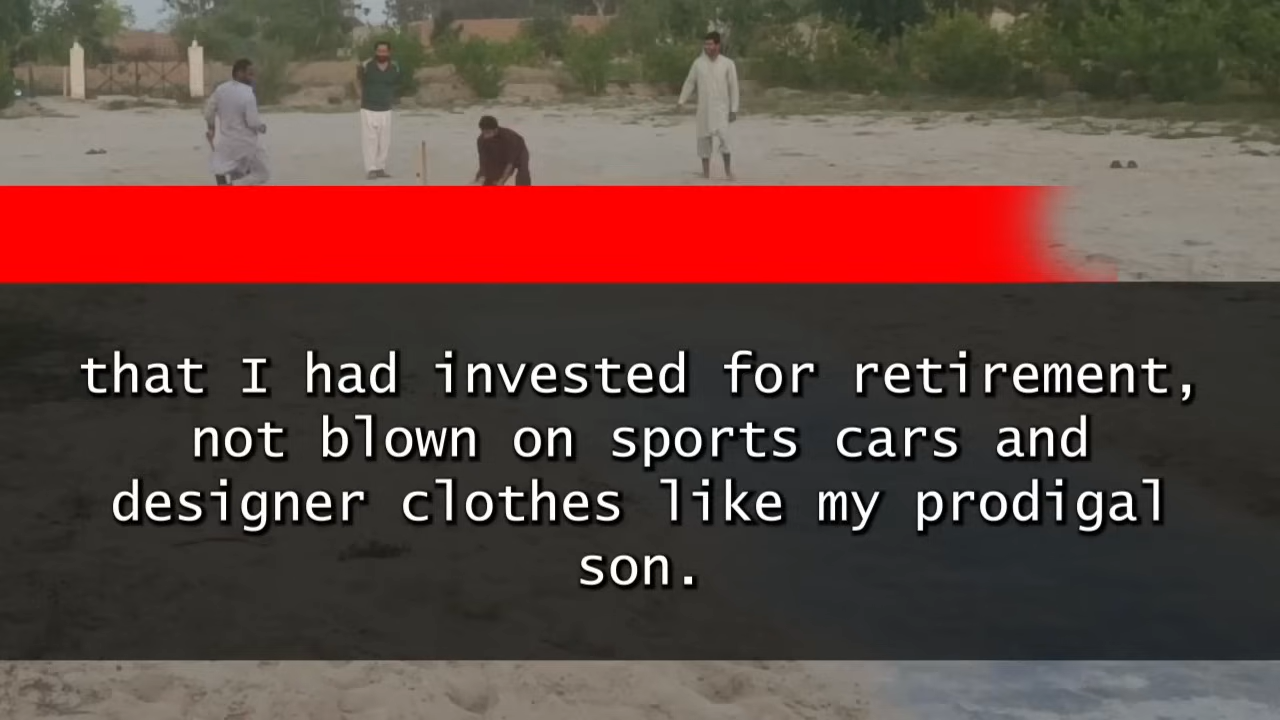 that I had invested for retirement,
not blown on sports cars and
designer clothes like my prodigal
son.